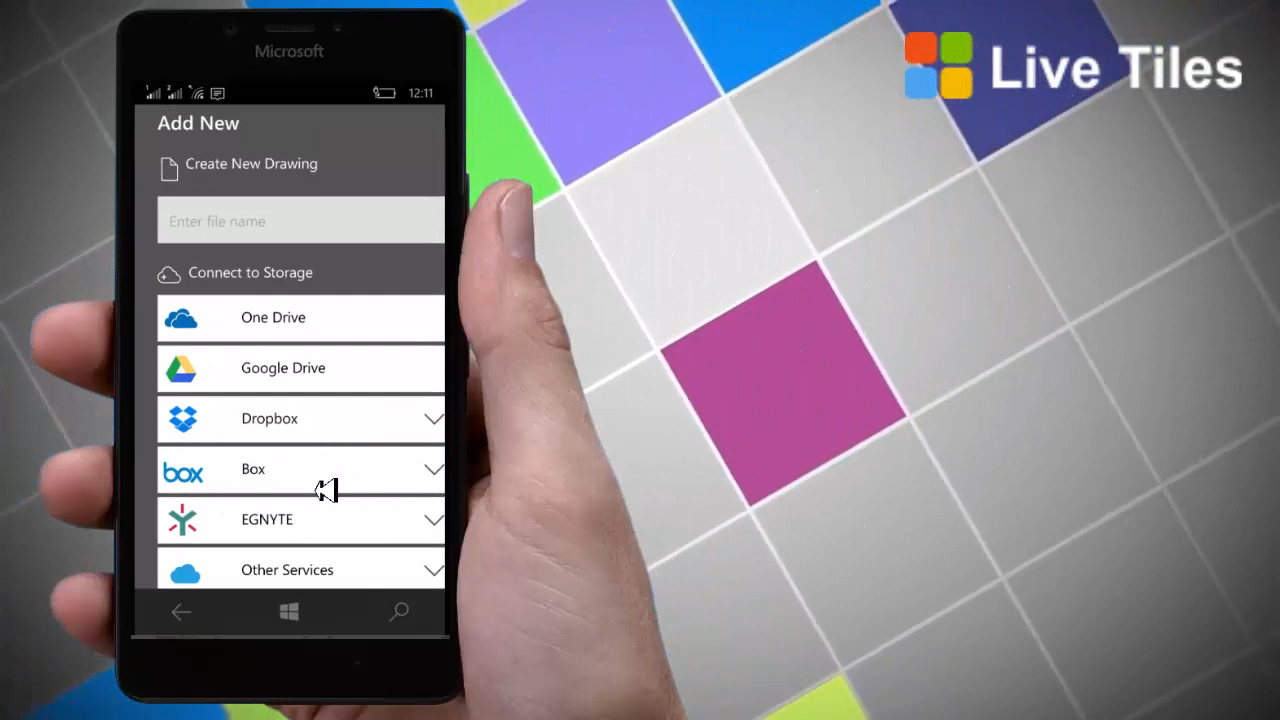 Microsoft
12:11
Add New
Create New Drawing
Enter file name
Connect to Storage
One Drive
Google Drive
Dropbox
box Box
EGNYTE
Other Services
Live Tiles